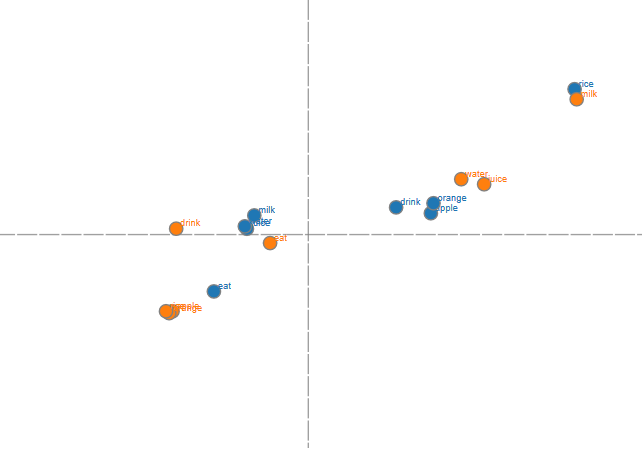 rice
milk
water
juice
orange
drink
apple
milk
drink
eat
eat